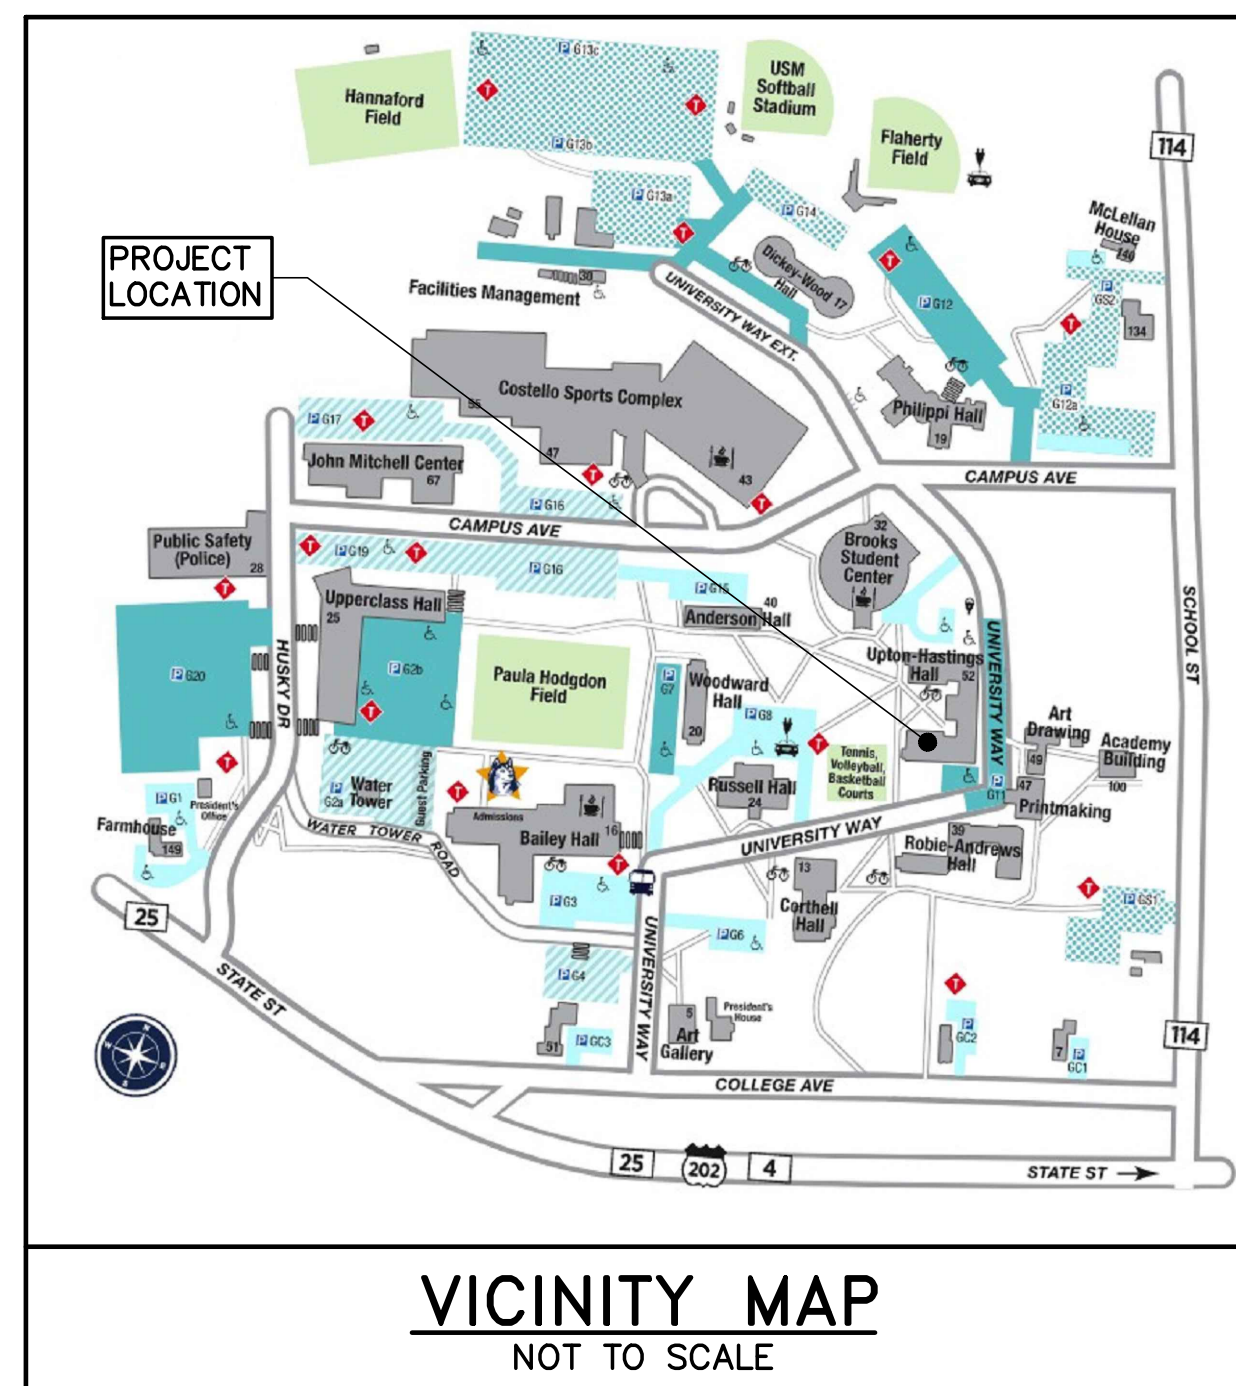 G13c
USM
Softball
Stadium
Hannaford
Field
T
T
Flaherty
Field
114
G13b
G13a
G14
McLellan
House
140
T
PROJECT
LOCATION
Dickey-Wood 17
Hall
T
30
Facilities Management
UNIVERSITY WAY EXT.
G12
GS2
T
134
Costello Sports Complex
55
G12a
Philippi Hall
19
G17
T
John Mitchell Center
67
47
T
43
T
CAMPUS AVE
G16
CAMPUS AVE
Public Safety
(Police)
28
T
T
G19
T
G16
32
Brooks
Student
Center
G15
40
Anderson Hall
SCHOOL ST
Upperclass Hall
25
HUSKY DR
G20
G2b
T
Paula Hodgdon
Field
G7
Woodward
Hall
20
Upton-Hastings
Hall
52
UNIVERSITY WAY
G8
T
Tennis,
Volleyball,
Basketball
Courts
Art
Drawing
49
Academy
Building
100
T
G1
President's
Office
G2a
Water
Tower
Guest Parking
T
Admissions
Russell Hall
24
G11
47
Printmaking
Farmhouse
149
WATER TOWER ROAD
Bailey Hall
16
T
UNIVERSITY WAY
39
Robie-Andrews
Hall
13
Corthell
Hall
T
GS1
25
G3
G6
UNIVERSITY WAY
STATE ST
G4
T
N
W
E
S
51
GC3
5
Art
Gallery
President's
House
GC2
7
GC1
114
COLLEGE AVE
25
202
4
STATE ST
VICINITY MAP
NOT TO SCALE